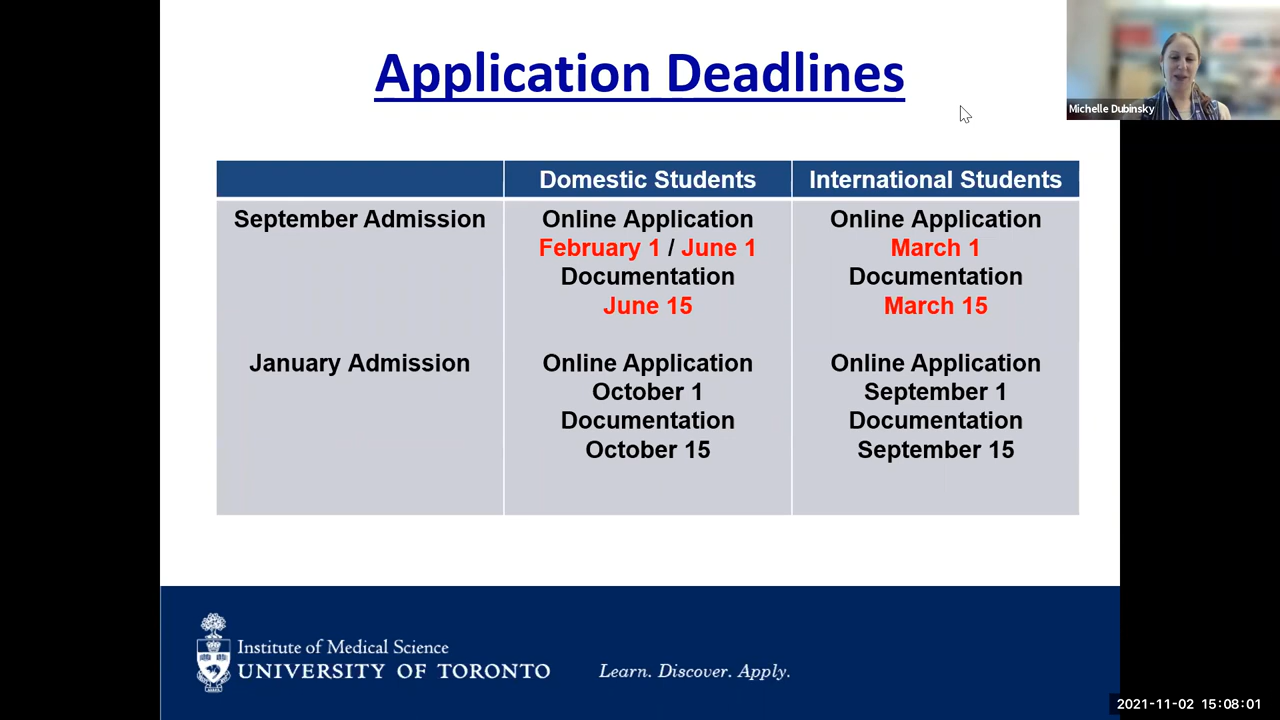 Application Deadlines
Michelle Dubinsky
Domestic Students
International Students
September Admission
Online Application
February 1 / June 1
Documentation
June 15
Online Application
March 1
Documentation
March 15
January Admission
Online Application
October 1
Documentation
October 15
Online Application
September 1
Documentation
September 15
Institute of Medical Science
UNIVERSITY OF TORONTO
Learn. Discover. Apply.
2021-11-02 15:08:01